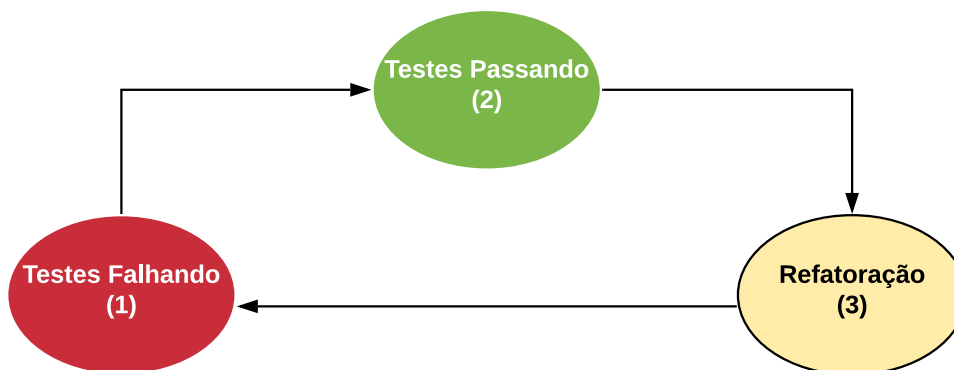 Testes Passando
(2)
Testes Falhando
(1)
Refatoração
(3)